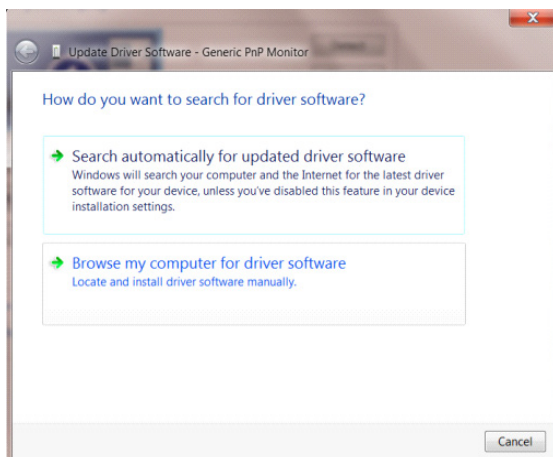 Update Driver Software - Generic PnP Monitor
How do you want to search for driver software?
Search automatically for updated driver software
Windows will search your computer and the Internet for the latest driver
software for your device, unless you've disabled this feature in your device
installation settings.
Browse my computer for driver software
Locate and install driver software manually.
Cancel